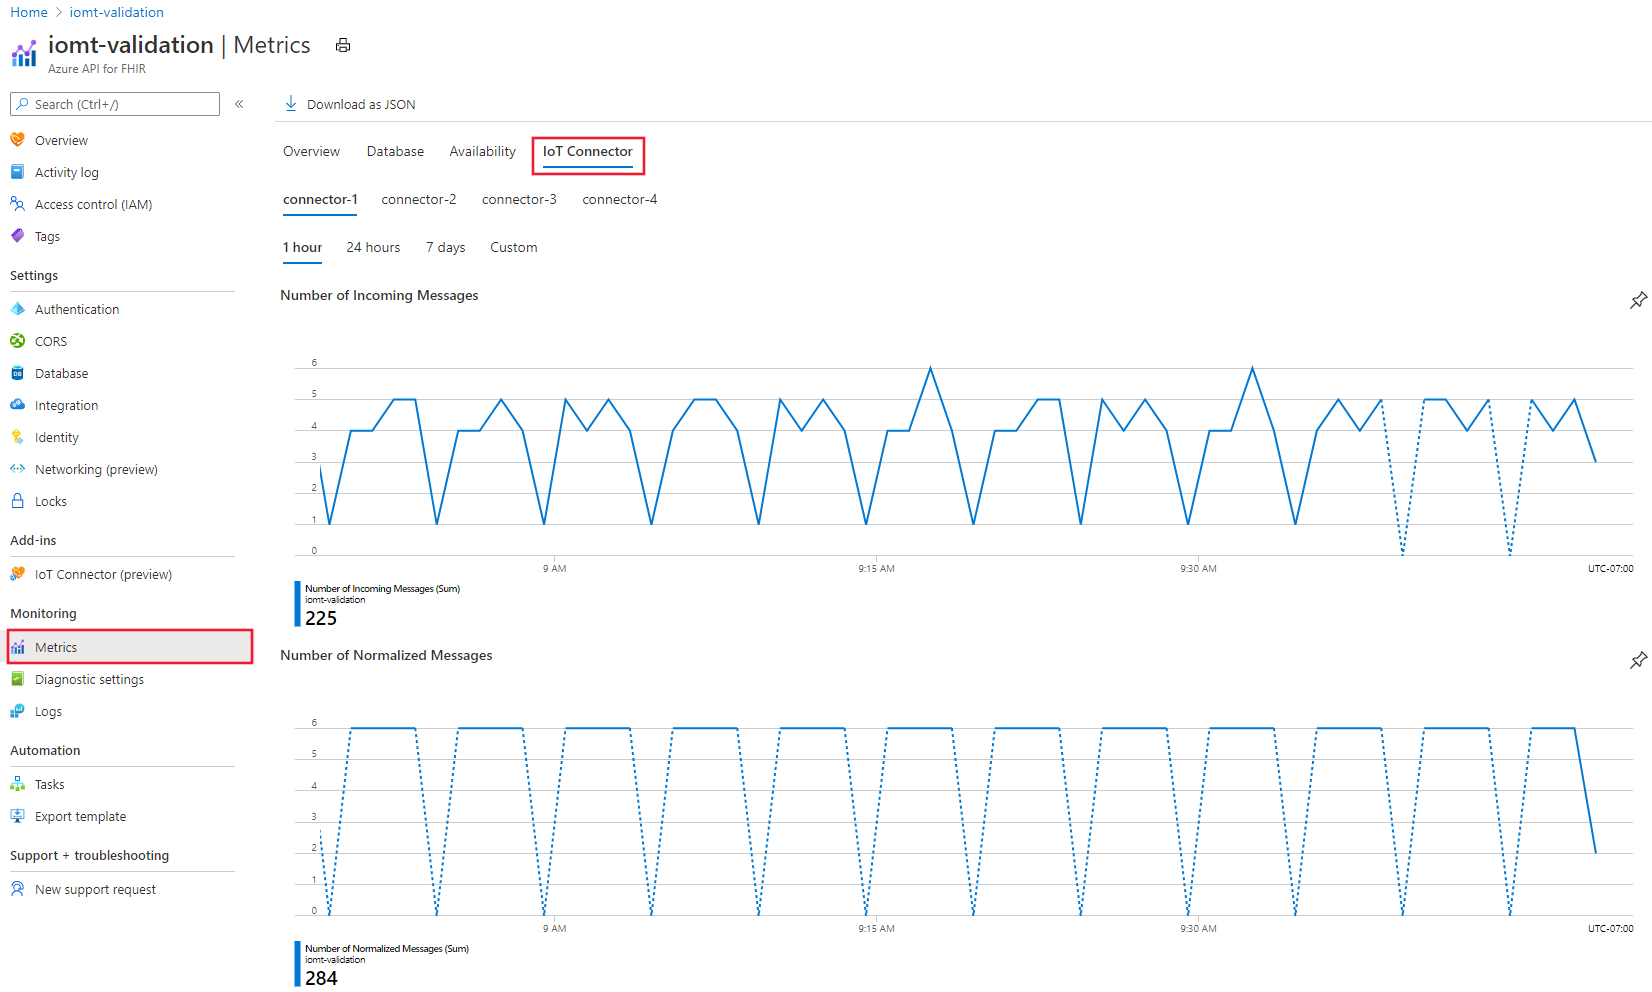 Home > iomt-validation
iomt-validation | Metrics
Azure API for FHIR
Search (Ctrl+/)
«
Overview
Activity log
Access control (IAM)
Tags
Settings
Authentication
CORS
Database
Integration
Identity
Networking (preview)
Locks
Add-ins
IoT Connector (preview)
Monitoring
Metrics
Diagnostic settings
Logs
Automation
Tasks
Export template
Support + troubleshooting
New support request
Download as JSON
Overview Database Availability IoT Connector
connector-1 connector-2 connector-3 connector-4
1 hour 24 hours 7 days Custom
Number of Incoming Messages
6
5
4
3
2
1
0
9 AM 9:15 AM 9:30 AM UTC-07:00
Number of Incoming Messages (Sum)
iomt-validation
225
Number of Normalized Messages
6
5
4
3
2
1
0
9 AM 9:15 AM 9:30 AM UTC-07:00
Number of Normalized Messages (Sum)
iomt-validation
284